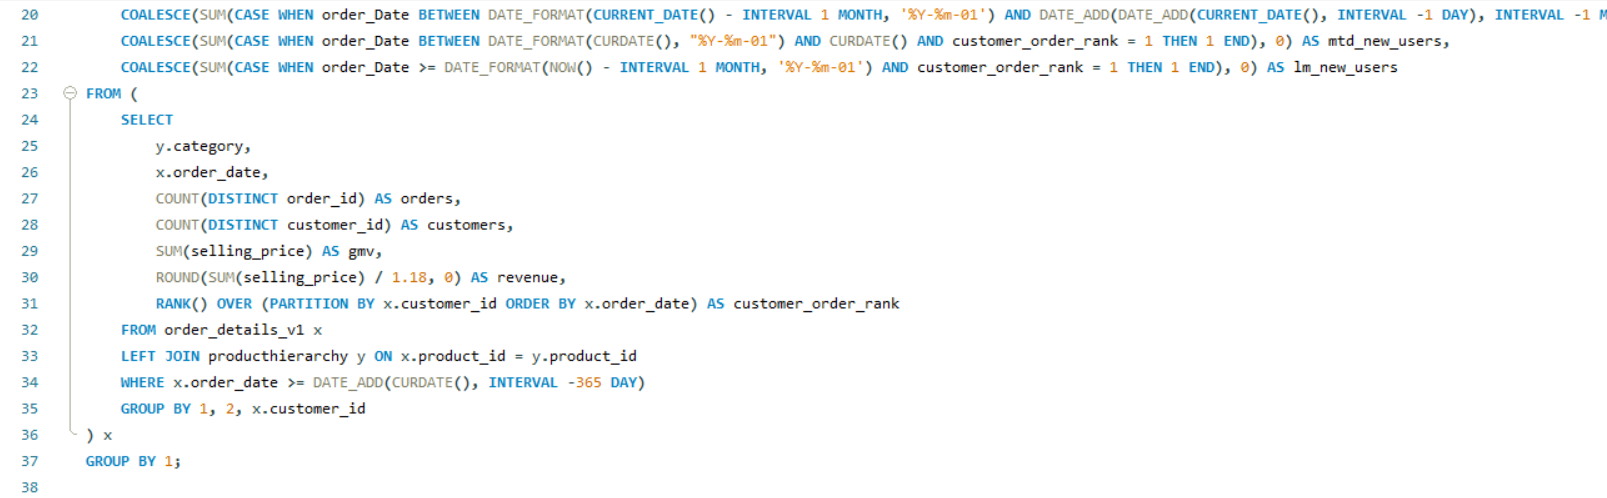 20 COALESCE(SUM(CASE WHEN order_Date BETWEEN DATE_FORMAT(CURRENT_DATE() - INTERVAL 1 MONTH, '%Y-%m-01') AND DATE_ADD(DATE_ADD(CURRENT_DATE(), INTERVAL -1 DAY), INTERVAL -1 M
21 COALESCE(SUM(CASE WHEN order_Date BETWEEN DATE_FORMAT(CURDATE(), "%Y-%m-01") AND CURDATE() AND customer_order_rank = 1 THEN 1 END), 0) AS mtd_new_users,
22 COALESCE(SUM(CASE WHEN order_Date >= DATE_FORMAT(NOW() - INTERVAL 1 MONTH, '%Y-%m-01') AND customer_order_rank = 1 THEN 1 END), 0) AS lm_new_users
23 FROM (
24 SELECT
25 y.category,
26 x.order_date,
27 COUNT(DISTINCT order_id) AS orders,
28 COUNT(DISTINCT customer_id) AS customers,
29 SUM(selling_price) AS gmv,
30 ROUND(SUM(selling_price) / 1.18, 0) AS revenue,
31 RANK() OVER (PARTITION BY x.customer_id ORDER BY x.order_date) AS customer_order_rank
32 FROM order_details_v1 x
33 LEFT JOIN producthierarchy y ON x.product_id = y.product_id
34 WHERE x.order_date >= DATE_ADD(CURDATE(), INTERVAL -365 DAY)
35 GROUP BY 1, 2, x.customer_id
36 ) x
37 GROUP BY 1;
38